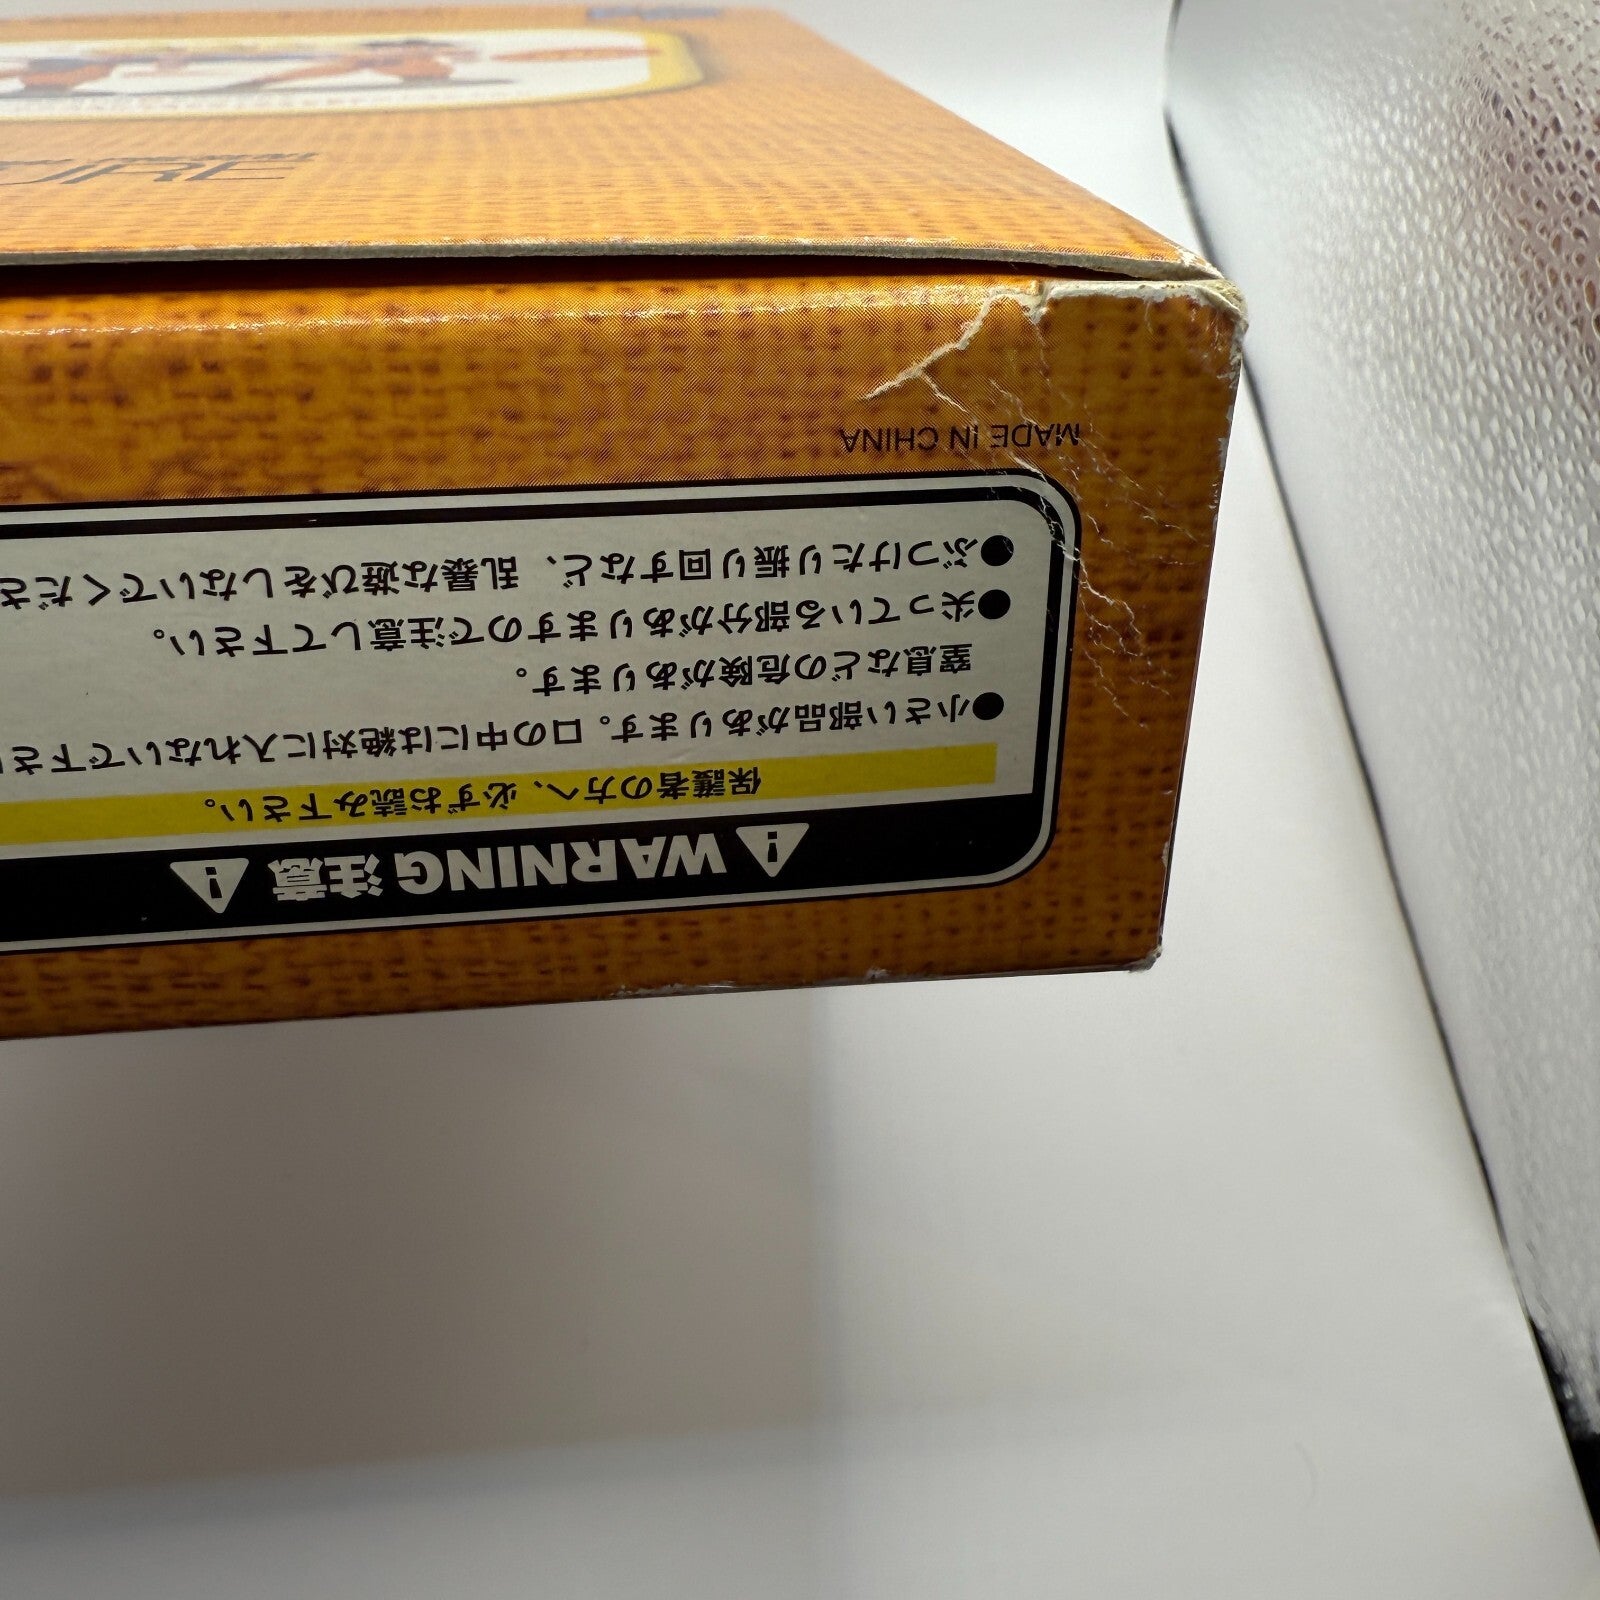 WARNING 注意
保護者の方へ、必ずお読み下さい。
●小さい部品があります。口の中には絶対に入れないで下さ
窒息などの危険があります。
●尖っている部分がありますので注意して下さい。
●ぶつけたり振り回すなど、乱暴な遊びをしないでくださ
MADE IN CHINA